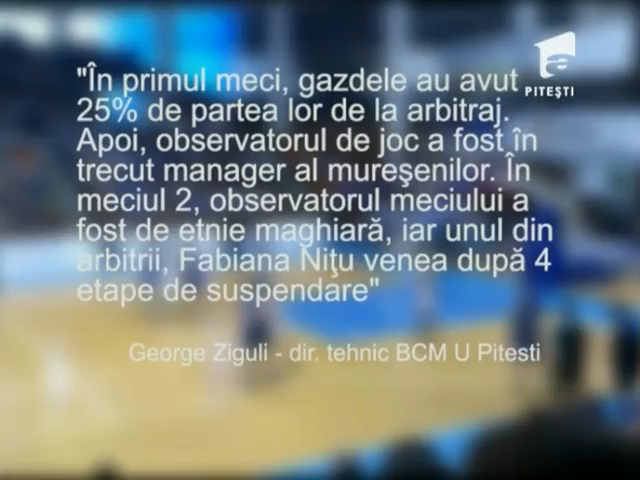 "În primul meci, gazdele au avut
25% de partea lor de la arbitraj.
Apoi, observatorul de joc a fost în
trecut manager al mureşenilor. În
meciul 2, observatorul meciului a
fost de etnie maghiară, iar unul din
arbitrii, Fabiana Niţu venea după 4
etape de suspendare"
George Ziguli - dir. tehnic BCM U Pitesti
PITEŞTI